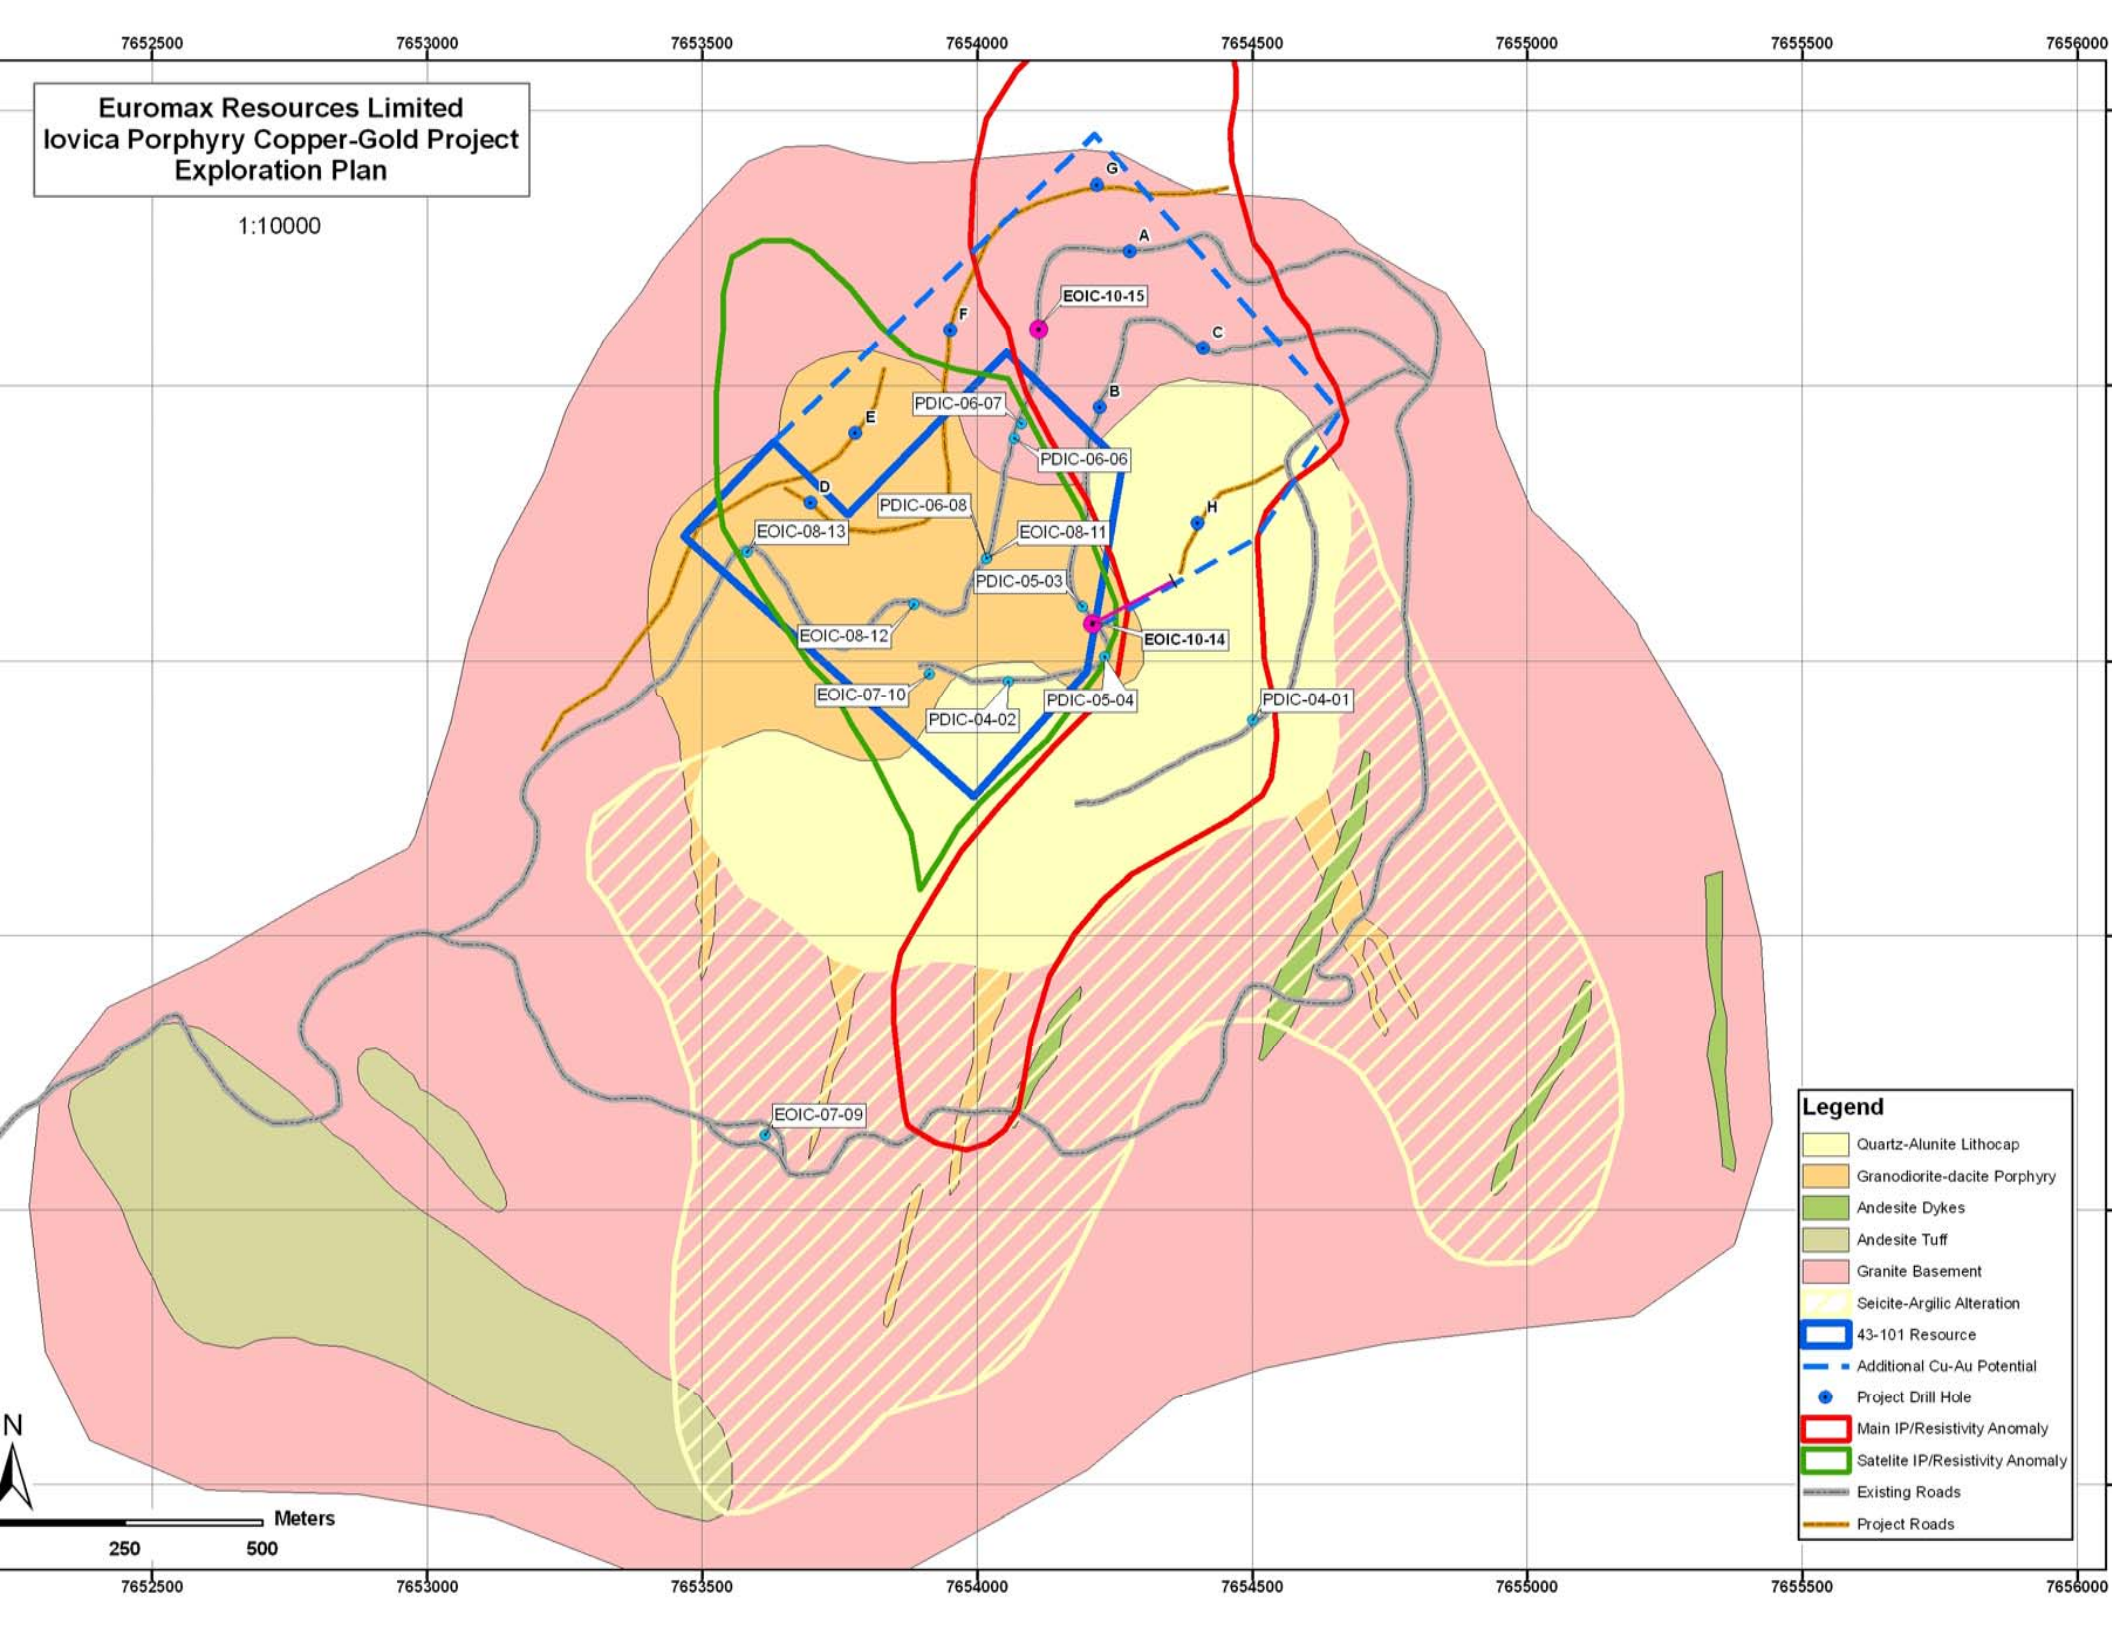 7652500 7653000 7653500 7654000 7654500 7655000 7655500 7656000
Euromax Resources Limited
Iovica Porphyry Copper-Gold Project
Exploration Plan
1:10000
G
A
EOIC-10-15
F
C
B
PDIC-06-07
E
PDIC-06-06
D
PDIC-06-08
H
EOIC-08-13
EOIC-08-11
PDIC-05-03
EOIC-08-12
EOIC-10-14
EOIC-07-10
PDIC-05-04
PDIC-04-01
PDIC-04-02
EOIC-07-09
Legend
Quartz-Alunite Lithocap
Granodiorite-dacite Porphyry
Andesite Dykes
Andesite Tuff
Granite Basement
Seicite-Argilic Alteration
43-101 Resource
Additional Cu-Au Potential
Project Drill Hole
Main IP/Resistivity Anomaly
Satelite IP/Resistivity Anomaly
Existing Roads
Project Roads
N
Meters
250 500
7652500 7653000 7653500 7654000 7654500 7655000 7655500 7656000